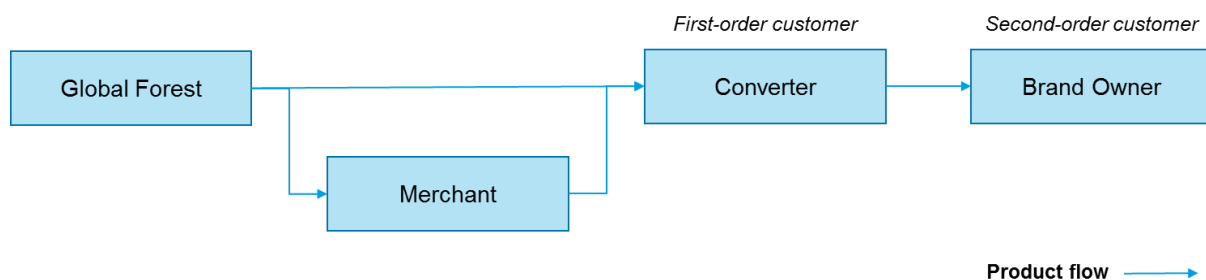 First-order customer
Second-order customer
Global Forest
Converter
Brand Owner
Merchant
Product flow